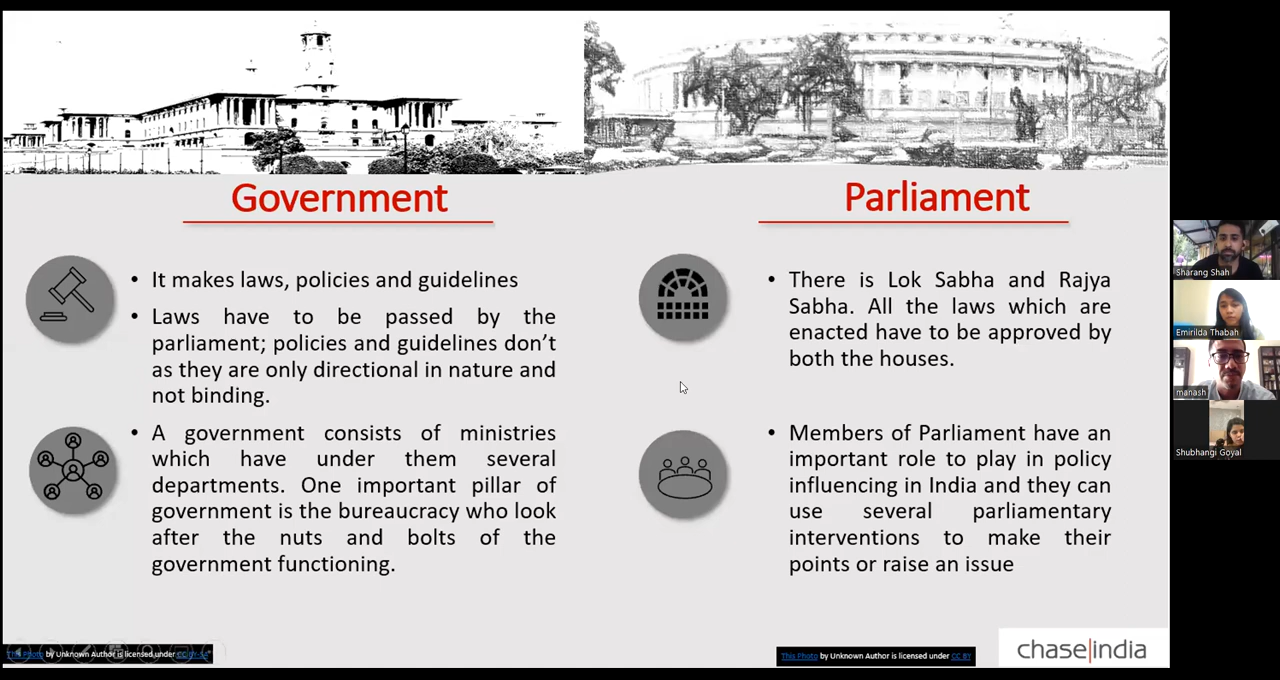 Government
• It makes laws, policies and guidelines
• Laws have to be passed by the
parliament; policies and guidelines don’t
as they are only directional in nature and
not binding.
• A government consists of ministries
which have under them several
departments. One important pillar of
government is the bureaucracy who look
after the nuts and bolts of the
government functioning.
This Photo by Unknown Author is licensed under CC BY-SA
Parliament
• There is Lok Sabha and Rajya
Sabha. All the laws which are
enacted have to be approved by
both the houses.
• Members of Parliament have an
important role to play in policy
influencing in India and they can
use several parliamentary
interventions to make their
points or raise an issue
This Photo by Unknown Author is licensed under CC BY
chase|india
Sharang Shah
Emirilda Thabah
manash
Shubhangi Goyal